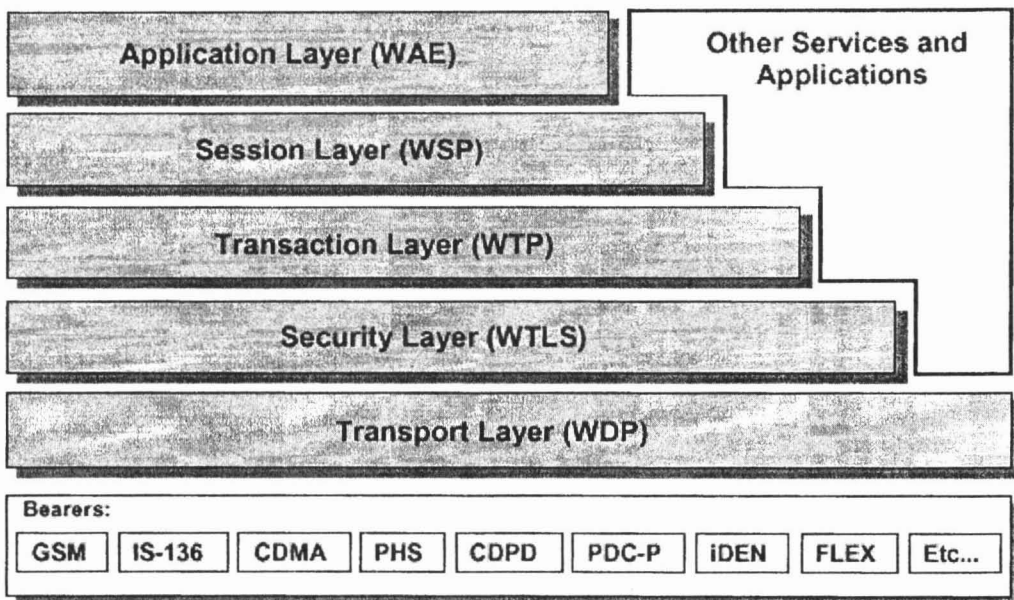 Application Layer (WAE)
Other Services and
Applications
Session Layer (WSP)
Transaction Layer (WTP)
Security Layer (WTLS)
Transport Layer (WDP)
Bearers:
GSM IS-136 CDMA PHS CDPD PDC-P iDEN FLEX Etc...